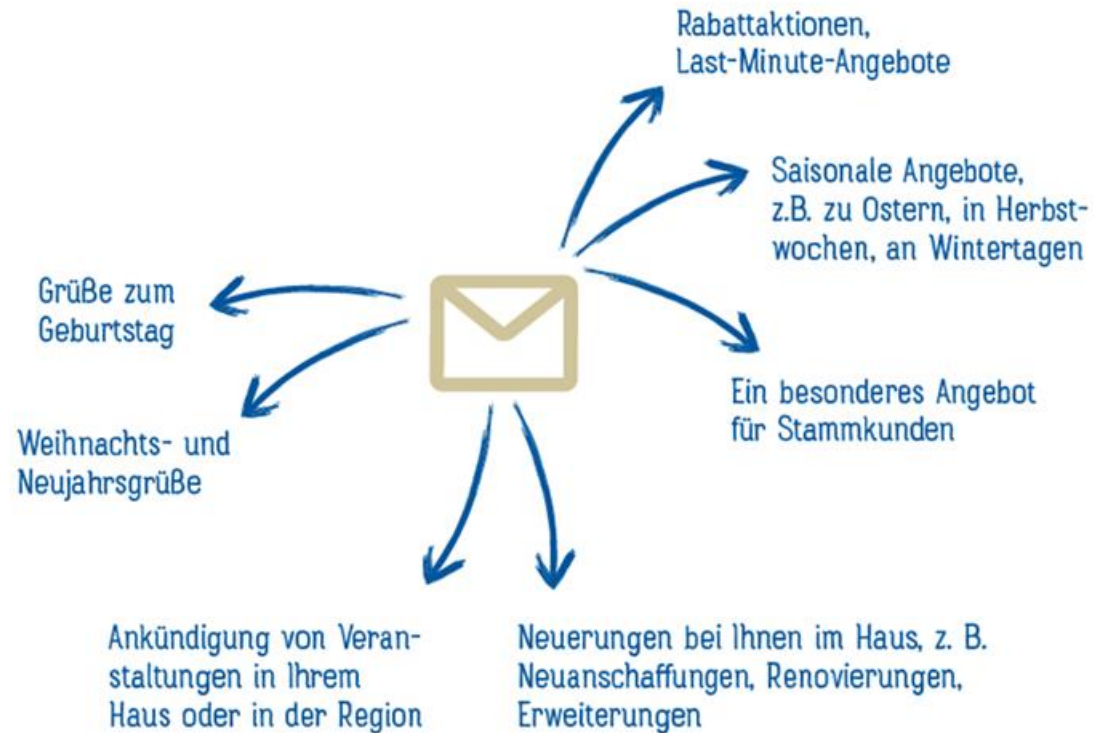 Rabattaktionen,
Last-Minute-Angebote
Saisonale Angebote,
z.B. zu Ostern, in Herbst-
wochen, an Wintertagen
Grüße zum
Geburtstag
Ein besonderes Angebot
für Stammkunden
Weihnachts- und
Neujahrsgrüße
Ankündigung von Veran-
staltungen in Ihrem
Haus oder in der Region
Neuerungen bei Ihnen im Haus, z. B.
Neuanschaffungen, Renovierungen,
Erweiterungen